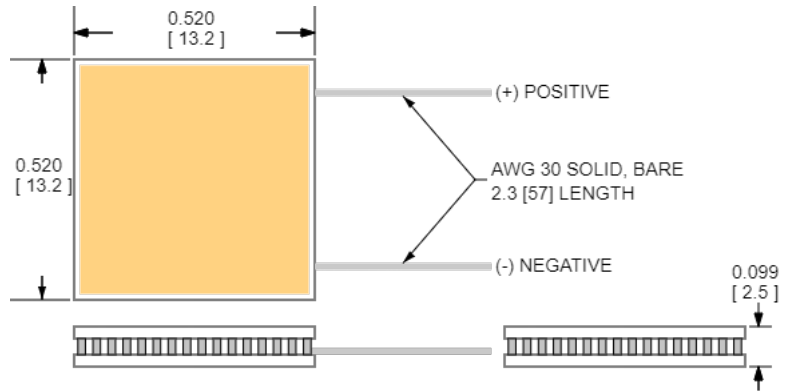 0.520
[ 13.2 ]
(+) POSITIVE
0.520
[ 13.2 ]
AWG 30 SOLID, BARE
2.3 [57] LENGTH
(-) NEGATIVE
0.099
[ 2.5 ]